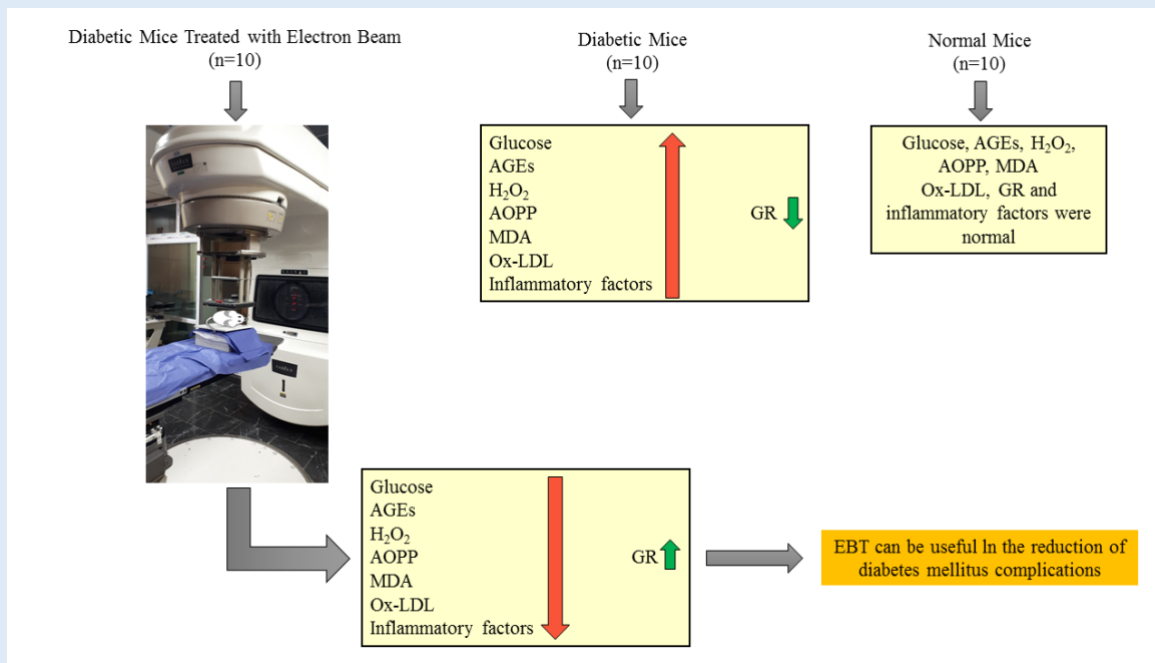 Diabetic Mice Treated with Electron Beam
(n=10)
Diabetic Mice
(n=10)
Normal Mice
(n=10)
Glucose
AGEs
H₂O₂
AOPP
MDA
Ox-LDL
Inflammatory factors
GR
Glucose, AGEs, H₂O₂,
AOPP, MDA
Ox-LDL, GR and
inflammatory factors were
normal
Glucose
AGEs
H₂O₂
AOPP
MDA
Ox-LDL
Inflammatory factors
GR
EBT can be useful ln the reduction of
diabetes mellitus complications